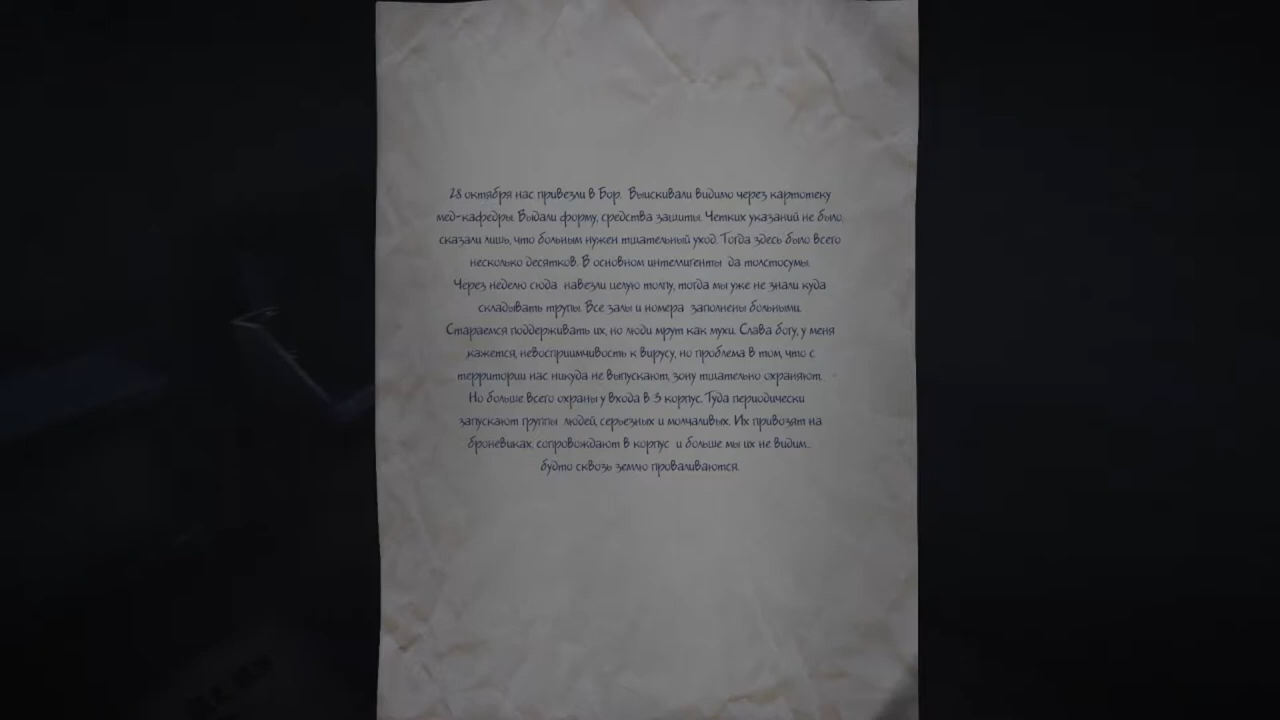 28 октября нас привезли в Бор. Выискивали видимо через картотеку
мед-кафедры. Выдали форму, средства защиты. Четких указаний не было,
сказали лишь, что больным нужен тщательный уход. Тогда здесь было всего
несколько десятков. В основном интеллигенты да толстосумы.
Через неделю сюда навезли целую толпу, тогда мы уже не знали куда
складывать трупы. Все залы и номера заполнены больными.
Стараемся поддерживать их, но люди мрут как мухи. Слава богу, у меня
кажется, невосприимчивость к вирусу, но проблема в том, что с
территории нас никуда не выпускают, зону тщательно охраняют.
Но больше всего охраны у входа в 3 корпус. Туда периодически
запускают группы людей, серьезных и молчаливых. Их привозят на
броневиках, сопровождают в корпус и больше мы их не видим...
будто сквозь землю проваливаются.